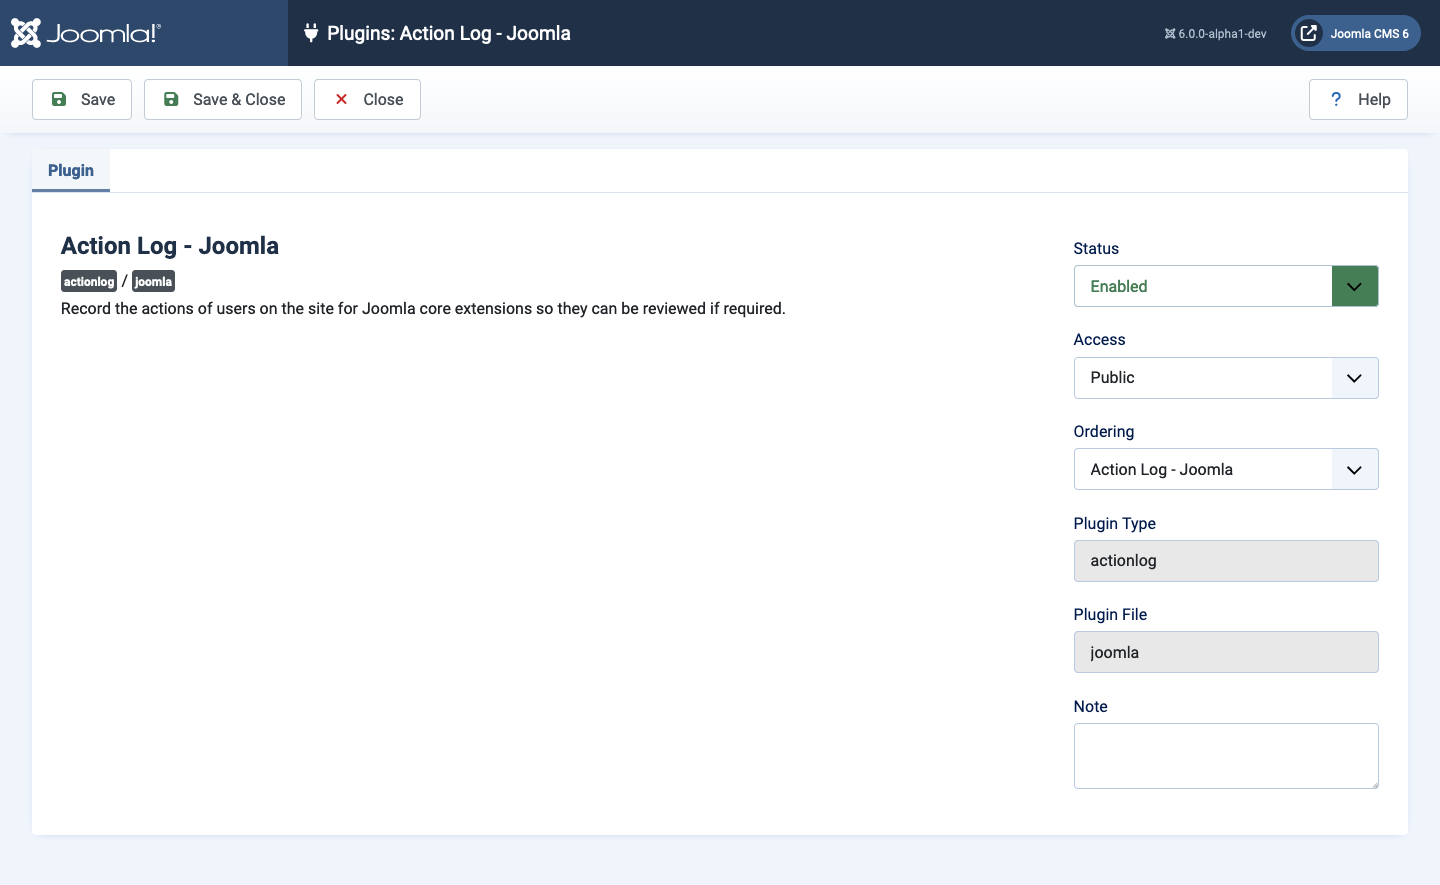 Joomla!®
Plugins: Action Log - Joomla
6.0.0-alpha1-dev
Joomla CMS 6
Save
Save & Close
Close
? Help
Plugin
Action Log - Joomla
actionlog / joomla
Record the actions of users on the site for Joomla core extensions so they can be reviewed if required.
Status
Enabled
Access
Public
Ordering
Action Log - Joomla
Plugin Type
actionlog
Plugin File
joomla
Note